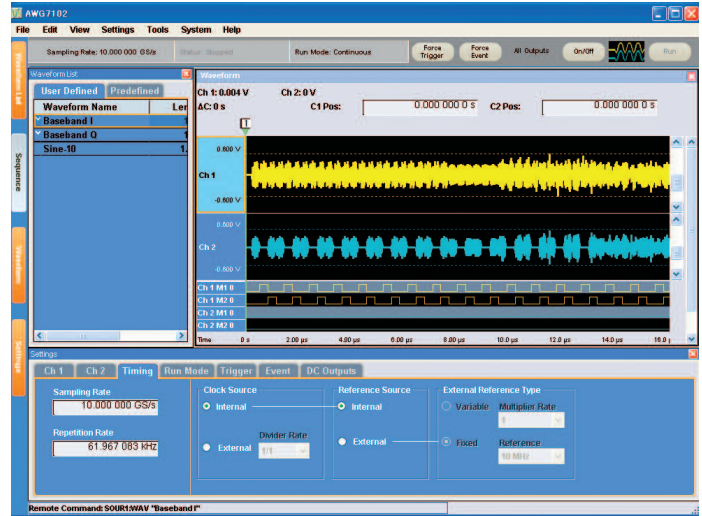 AWG7102
File Edit View Settings Tools System Help
Sampling Rate: 10.000 000 GS/s Status: Stopped Run Mode: Continuous Force Trigger Force Event All Outputs On/Off Run
Waveform List
User Defined Predefined
Waveform Name Ler
Baseband I 1
Baseband Q 1
Sine-10 1.
Waveform List
Sequence
Waveform
Settings
Waveform
Ch 1: 0.004 V Ch 2: 0 V
ΔC: 0 s C1 Pos: 0.000 000 0 s C2 Pos: 0.000 000 0 s
T
0.600 V
Ch 1
-0.600 V
0.600 V
Ch 2
-0.600 V
Ch 1 M1 0
Ch 1 M2 0
Ch 2 M1 0
Ch 2 M2 0
Time 0 s 2.00 µs 4.00 µs 6.00 µs 8.00 µs 10.0 µs 12.0 µs 14.0 µs 16.0 µ
Settings
Ch 1 Ch 2 Timing Run Mode Trigger Event DC Outputs
Sampling Rate
10.000 000 GS/s
Repetition Rate
61.967 083 kHz
Clock Source
Internal
External
Divider Rate
1/1
Reference Source
Internal
External
External Reference Type
Variable Multiplier Rate
1
Fixed Reference
10 MHz
Remote Command: SOUR1:WAV "Baseband I"